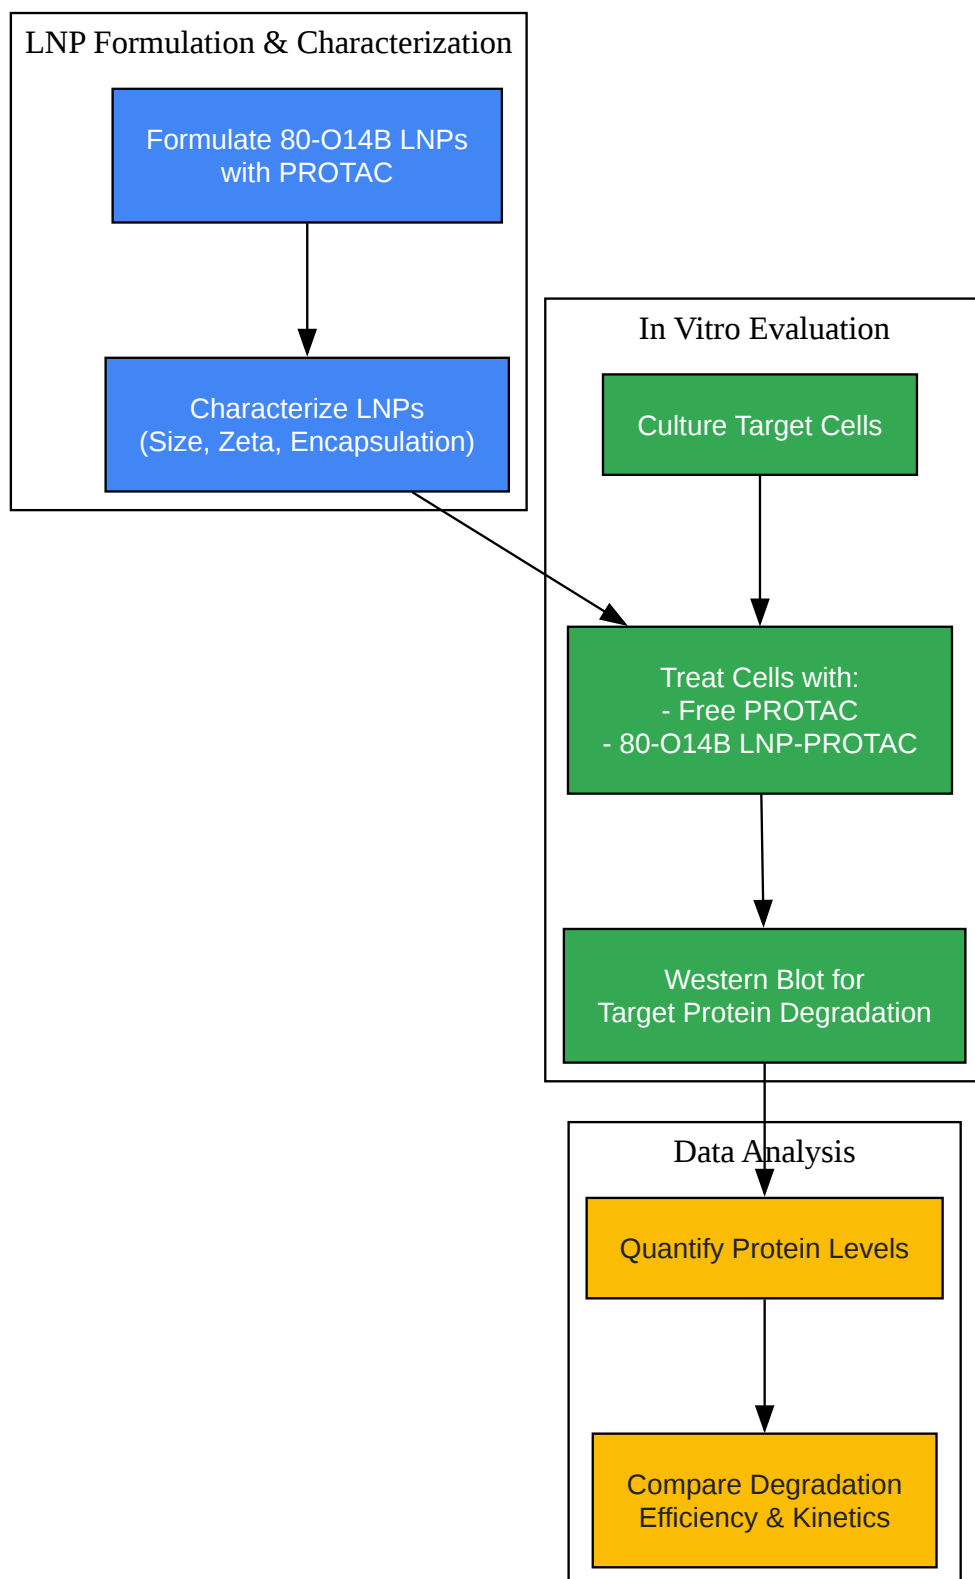 LNP Formulation & Characterization
Formulate 80-O14B LNPs
with PROTAC
Characterize LNPs
(Size, Zeta, Encapsulation)
In Vitro Evaluation
Culture Target Cells
Treat Cells with:
- Free PROTAC
- 80-O14B LNP-PROTAC
Western Blot for
Target Protein Degradation
Data Analysis
Quantify Protein Levels
Compare Degradation
Efficiency & Kinetics